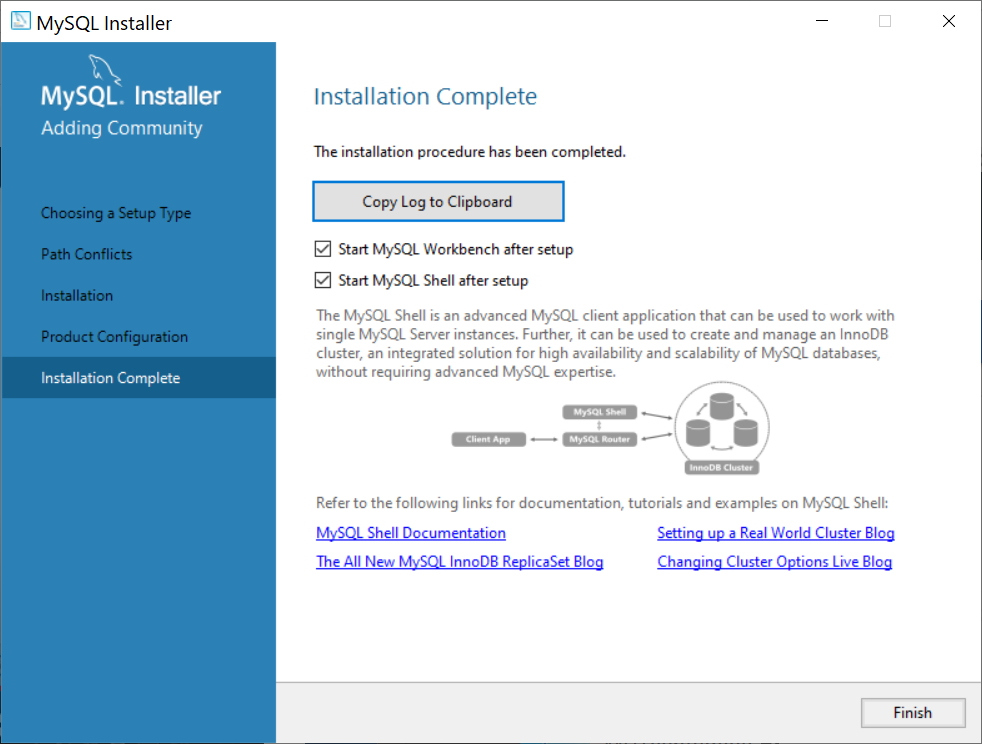 MySQL Installer
MySQL. Installer
Adding Community
Choosing a Setup Type
Path Conflicts
Installation
Product Configuration
Installation Complete
Installation Complete
The installation procedure has been completed.
Copy Log to Clipboard
Start MySQL Workbench after setup
Start MySQL Shell after setup
The MySQL Shell is an advanced MySQL client application that can be used to work with
single MySQL Server instances. Further, it can be used to create and manage an InnoDB
cluster, an integrated solution for high availability and scalability of MySQL databases,
without requiring advanced MySQL expertise.
MySQL Shell
Client App
MySQL Router
InnoDB Cluster
Refer to the following links for documentation, tutorials and examples on MySQL Shell:
MySQL Shell Documentation
Setting up a Real World Cluster Blog
The All New MySQL InnoDB ReplicaSet Blog
Changing Cluster Options Live Blog
Finish